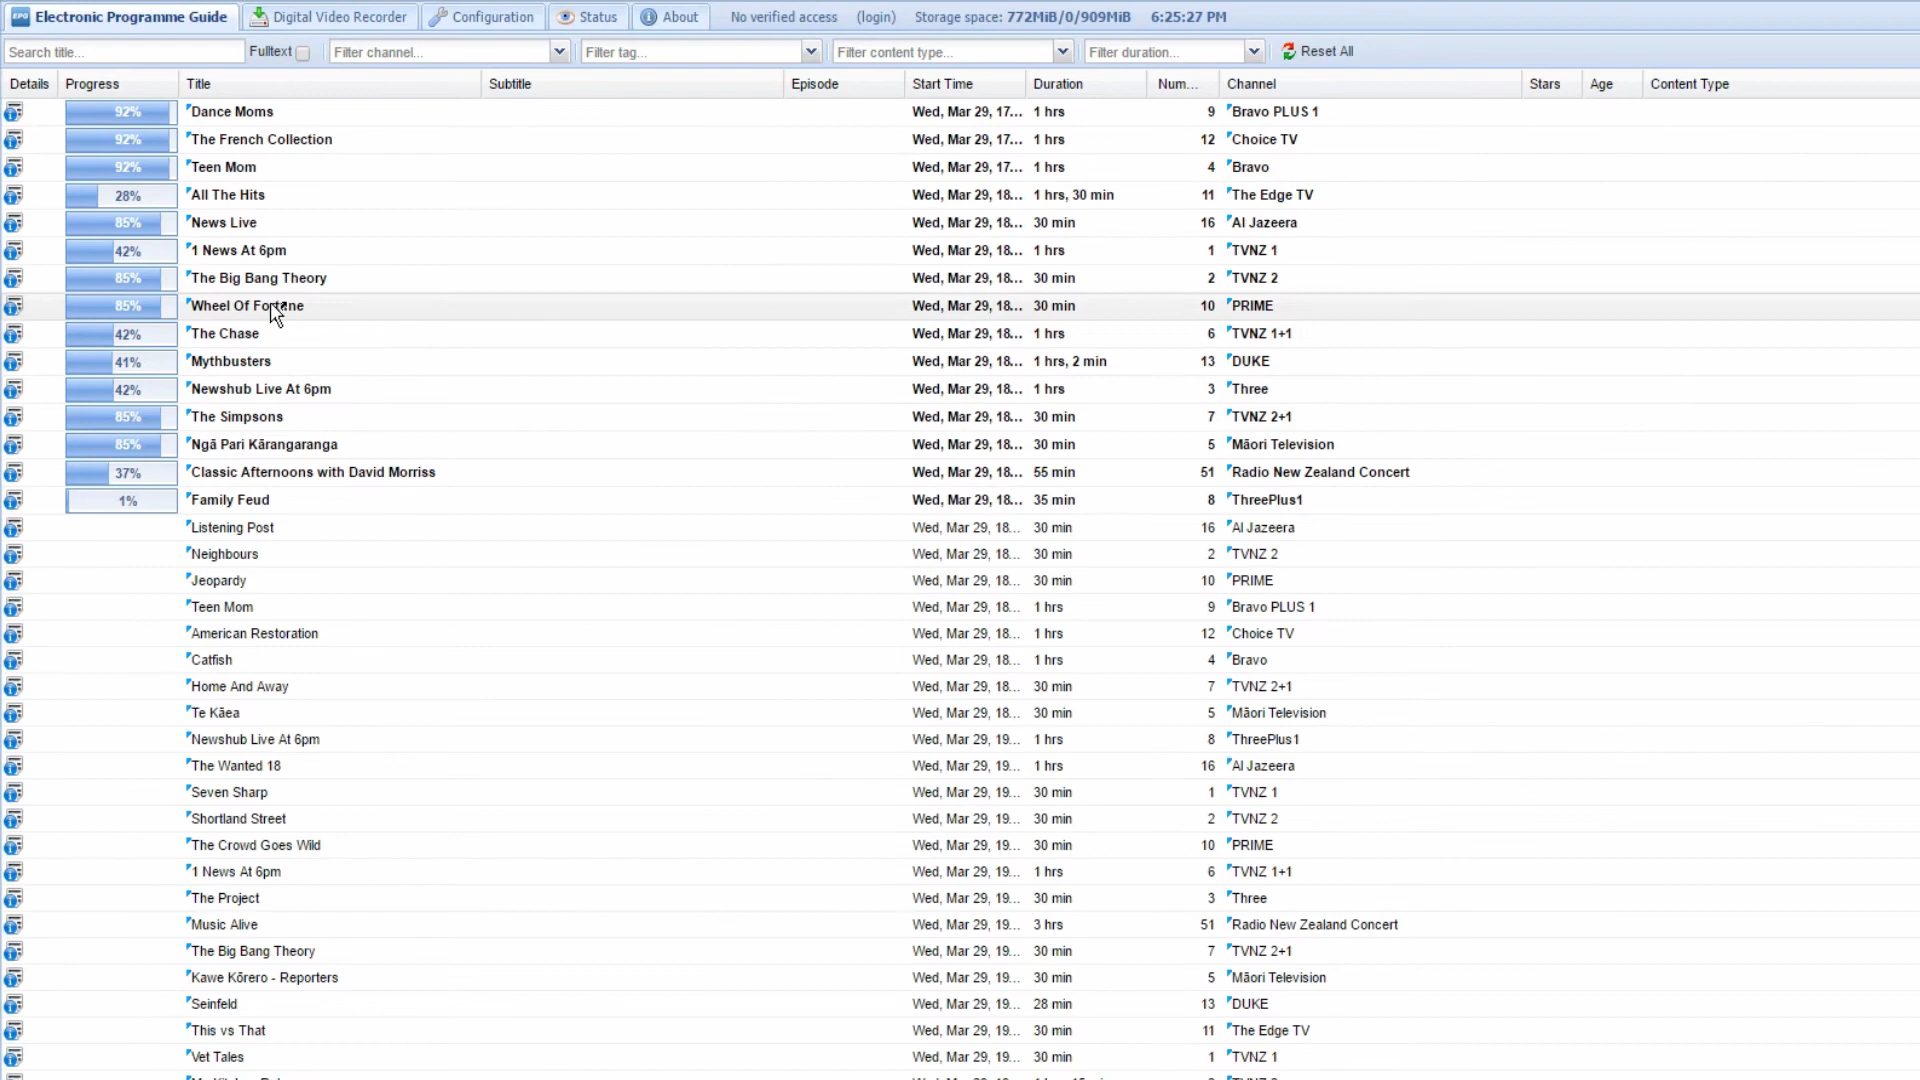 EPG Electronic Programme Guide Digital Video Recorder Configuration Status About No verified access (login) Storage space: 772MiB/0/909MiB 6:25:27 PM
Search title... Fulltext Filter channel... Filter tag... Filter content type... Filter duration... Reset All
Details Progress Title Subtitle Episode Start Time Duration Num... Channel Stars Age Content Type
92% Dance Moms Wed, Mar 29, 17... 1 hrs 9 Bravo PLUS 1
92% The French Collection Wed, Mar 29, 17... 1 hrs 12 Choice TV
92% Teen Mom Wed, Mar 29, 17... 1 hrs 4 Bravo
28% All The Hits Wed, Mar 29, 18... 1 hrs, 30 min 11 The Edge TV
85% News Live Wed, Mar 29, 18... 30 min 16 Al Jazeera
42% 1 News At 6pm Wed, Mar 29, 18... 1 hrs 1 TVNZ 1
85% The Big Bang Theory Wed, Mar 29, 18... 30 min 2 TVNZ 2
85% Wheel Of Fortune Wed, Mar 29, 18... 30 min 10 PRIME
42% The Chase Wed, Mar 29, 18... 1 hrs 6 TVNZ 1+1
41% Mythbusters Wed, Mar 29, 18... 1 hrs, 2 min 13 DUKE
42% Newshub Live At 6pm Wed, Mar 29, 18... 1 hrs 3 Three
85% The Simpsons Wed, Mar 29, 18... 30 min 7 TVNZ 2+1
85% Ngā Pari Kārangaranga Wed, Mar 29, 18... 30 min 5 Māori Television
37% Classic Afternoons with David Morriss Wed, Mar 29, 18... 55 min 51 Radio New Zealand Concert
1% Family Feud Wed, Mar 29, 18... 35 min 8 ThreePlus1
Listening Post Wed, Mar 29, 18... 30 min 16 Al Jazeera
Neighbours Wed, Mar 29, 18... 30 min 2 TVNZ 2
Jeopardy Wed, Mar 29, 18... 30 min 10 PRIME
Teen Mom Wed, Mar 29, 18... 1 hrs 9 Bravo PLUS 1
American Restoration Wed, Mar 29, 18... 1 hrs 12 Choice TV
Catfish Wed, Mar 29, 18... 1 hrs 4 Bravo
Home And Away Wed, Mar 29, 18... 30 min 7 TVNZ 2+1
Te Kāea Wed, Mar 29, 18... 30 min 5 Māori Television
Newshub Live At 6pm Wed, Mar 29, 19... 1 hrs 8 ThreePlus1
The Wanted 18 Wed, Mar 29, 19... 1 hrs 16 Al Jazeera
Seven Sharp Wed, Mar 29, 19... 30 min 1 TVNZ 1
Shortland Street Wed, Mar 29, 19... 30 min 2 TVNZ 2
The Crowd Goes Wild Wed, Mar 29, 19... 30 min 10 PRIME
1 News At 6pm Wed, Mar 29, 19... 1 hrs 6 TVNZ 1+1
The Project Wed, Mar 29, 19... 30 min 3 Three
Music Alive Wed, Mar 29, 19... 3 hrs 51 Radio New Zealand Concert
The Big Bang Theory Wed, Mar 29, 19... 30 min 7 TVNZ 2+1
Kawe Kōrero - Reporters Wed, Mar 29, 19... 30 min 5 Māori Television
Seinfeld Wed, Mar 29, 19... 28 min 13 DUKE
This vs That Wed, Mar 29, 19... 30 min 11 The Edge TV
Vet Tales Wed, Mar 29, 19... 30 min 1 TVNZ 1